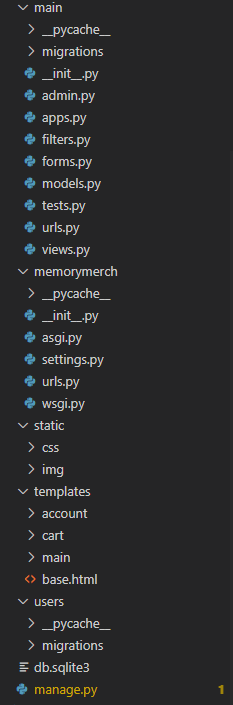 main
__pycache__
migrations
__init__.py
admin.py
apps.py
filters.py
forms.py
models.py
tests.py
urls.py
views.py
memorymerch
__pycache__
__init__.py
asgi.py
settings.py
urls.py
wsgi.py
static
css
img
templates
account
cart
main
base.html
users
__pycache__
migrations
db.sqlite3
manage.py 1